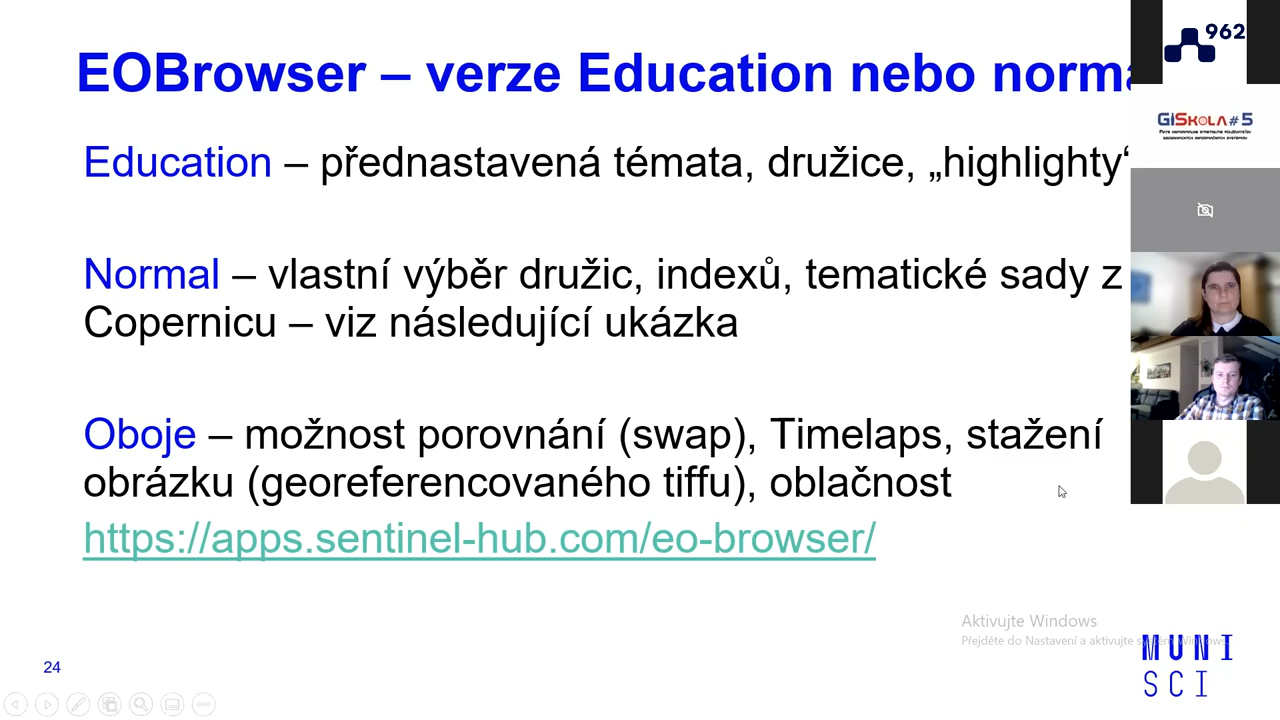 EOBrowser – verze Education nebo norma
962
GISKOLA#5
Education – přednastavená témata, družice, „highlighty“
Normal – vlastní výběr družic, indexů, tematické sady z
Copernicu – viz následující ukázka
Oboje – možnost porovnání (swap), Timelaps, stažení
obrázku (georeferencovaného tiffu), oblačnost
https://apps.sentinel-hub.com/eo-browser/
Aktivujte Windows
Přejděte do Nastavení a aktivujte systém Windows.
MUNI
SCI
24